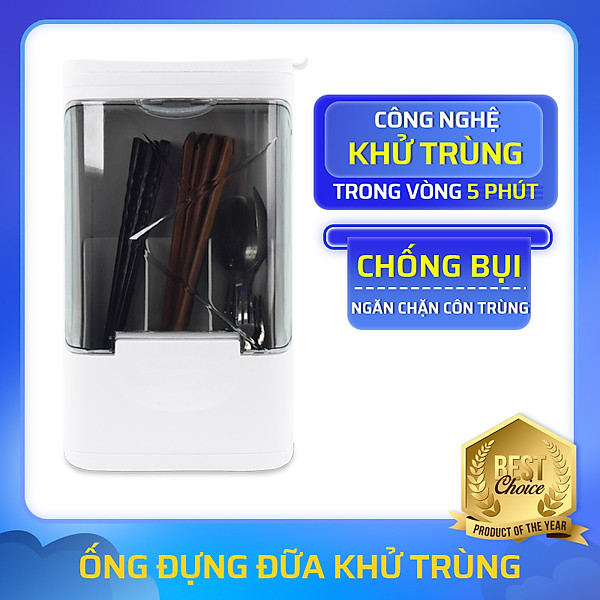 CÔNG NGHỆ
KHỬ TRÙNG
TRONG VÒNG 5 PHÚT
CHỐNG BỤI
NGĂN CHẶN CÔN TRÙNG
BEST
Choice
PRODUCT OF THE YEAR
ỐNG ĐỰNG ĐŨA KHỬ TRÙNG